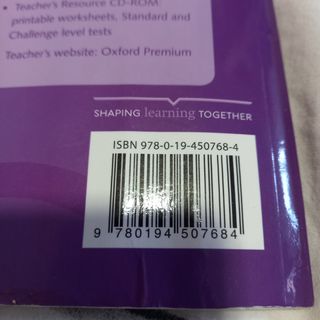 • Teacher's Resource CD-ROM:
printable worksheets, Standard and
Challenge level tests
Teacher's website: Oxford Premium
SHAPING learning TOGETHER
ISBN 978-0-19-450768-4
9 780194 507684